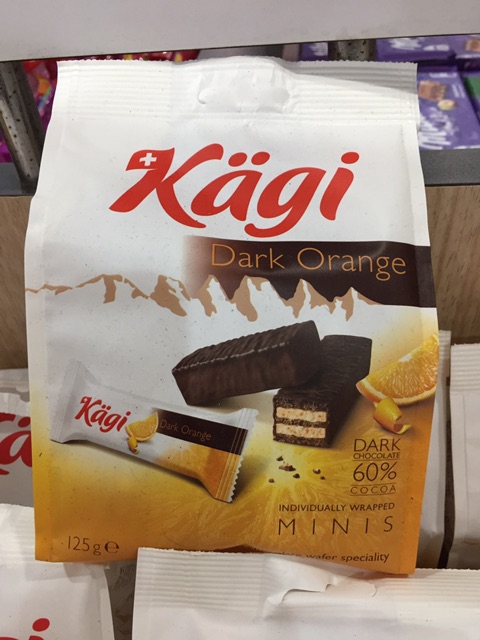 Kägi
Dark Orange
Kägi
Dark Orange
DARK
CHOCOLATE
60%
COCOA
INDIVIDUALLY WRAPPED
MINIS
125g e
wafer speciality